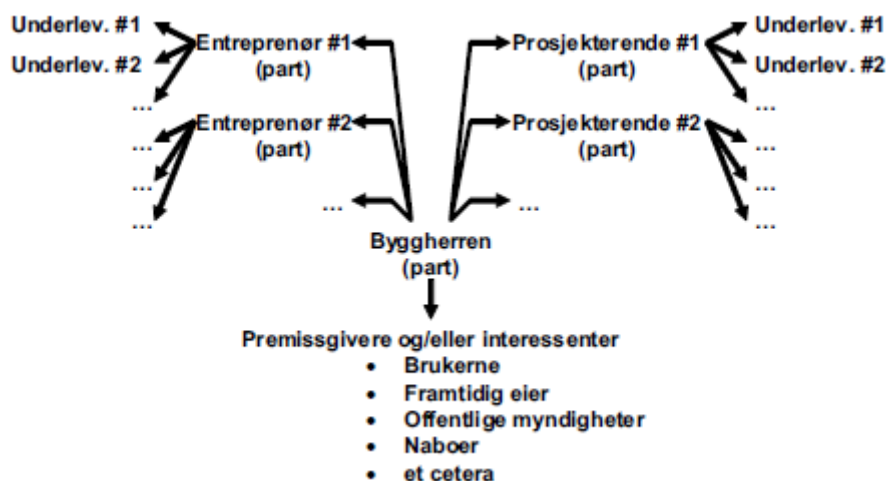 Underlev. #1
Underlev. #2
...
...
...
...
Entreprenør #1
(part)
Entreprenør #2
(part)
...
Prosjekterende #1
(part)
Prosjekterende #2
(part)
...
Underlev. #1
Underlev. #2
...
...
...
...
Byggherren
(part)
Premissgivere og/eller interessenter
• Brukerne
• Framtidig eier
• Offentlige myndigheter
• Naboer
• et cetera